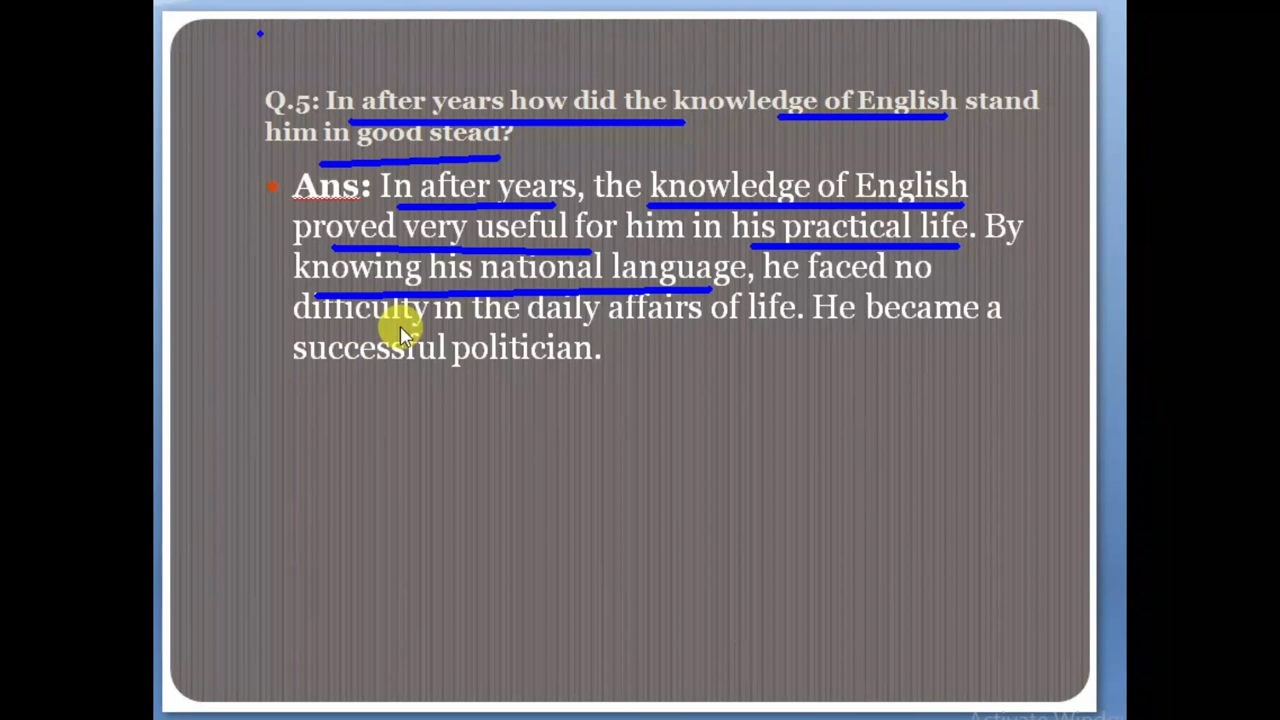 Q.5: In after years how did the knowledge of English stand
him in good stead?
Ans: In after years, the knowledge of English
proved very useful for him in his practical life. By
knowing his national language, he faced no
difficulty in the daily affairs of life. He became a
successful politician.